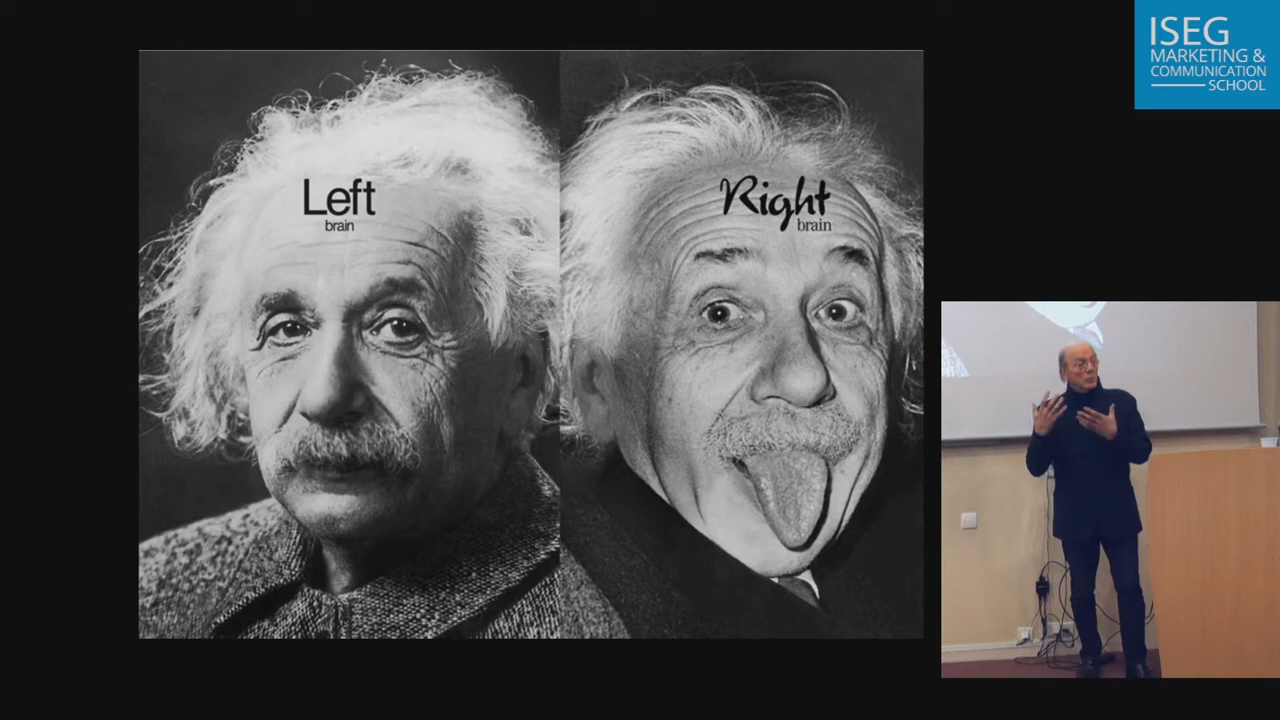 Left
brain
Right
brain
ISEG
MARKETING &
COMMUNICATION
SCHOOL